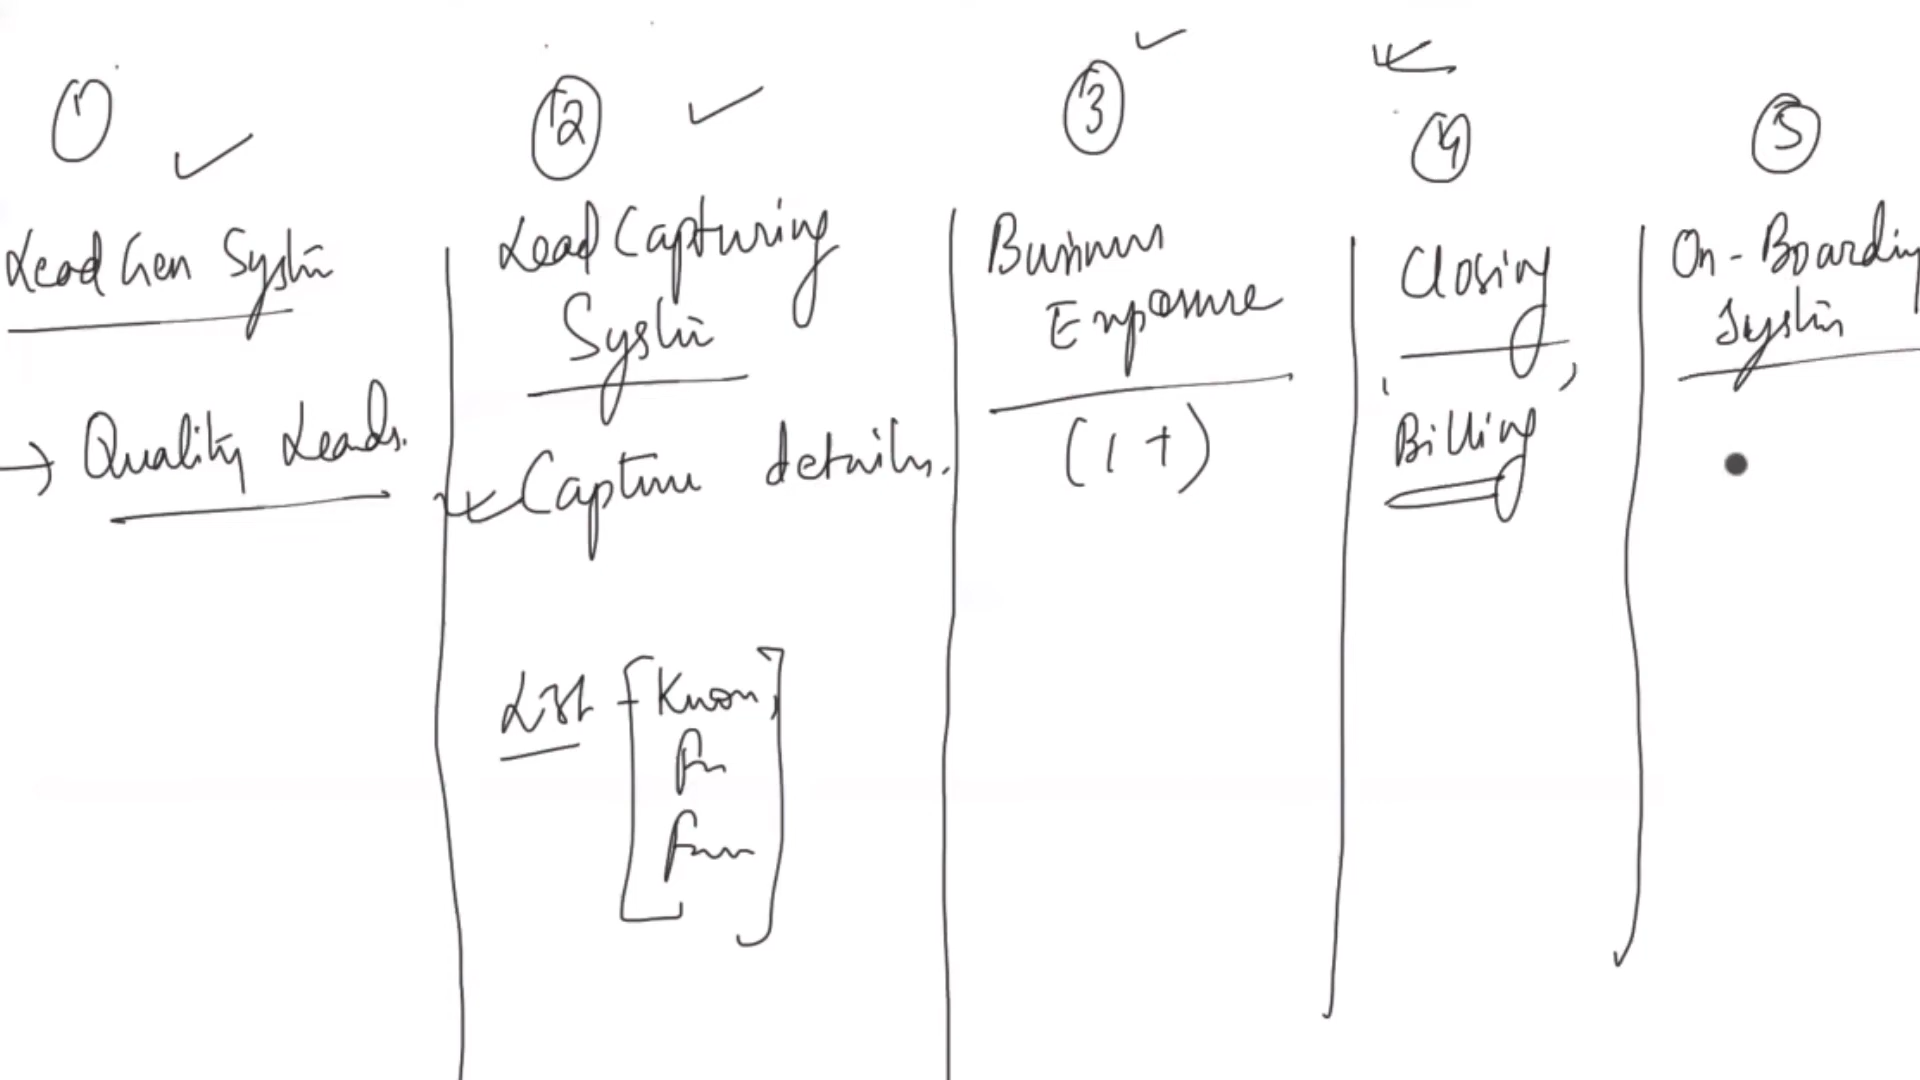 1
Lead Gen System
→ Quality Leads.
2
Lead Capturing
System
Capture details.
List - Known,
3
Business
Exposure
(1+)
4
Closing,
Billing
5
On-Boarding
System